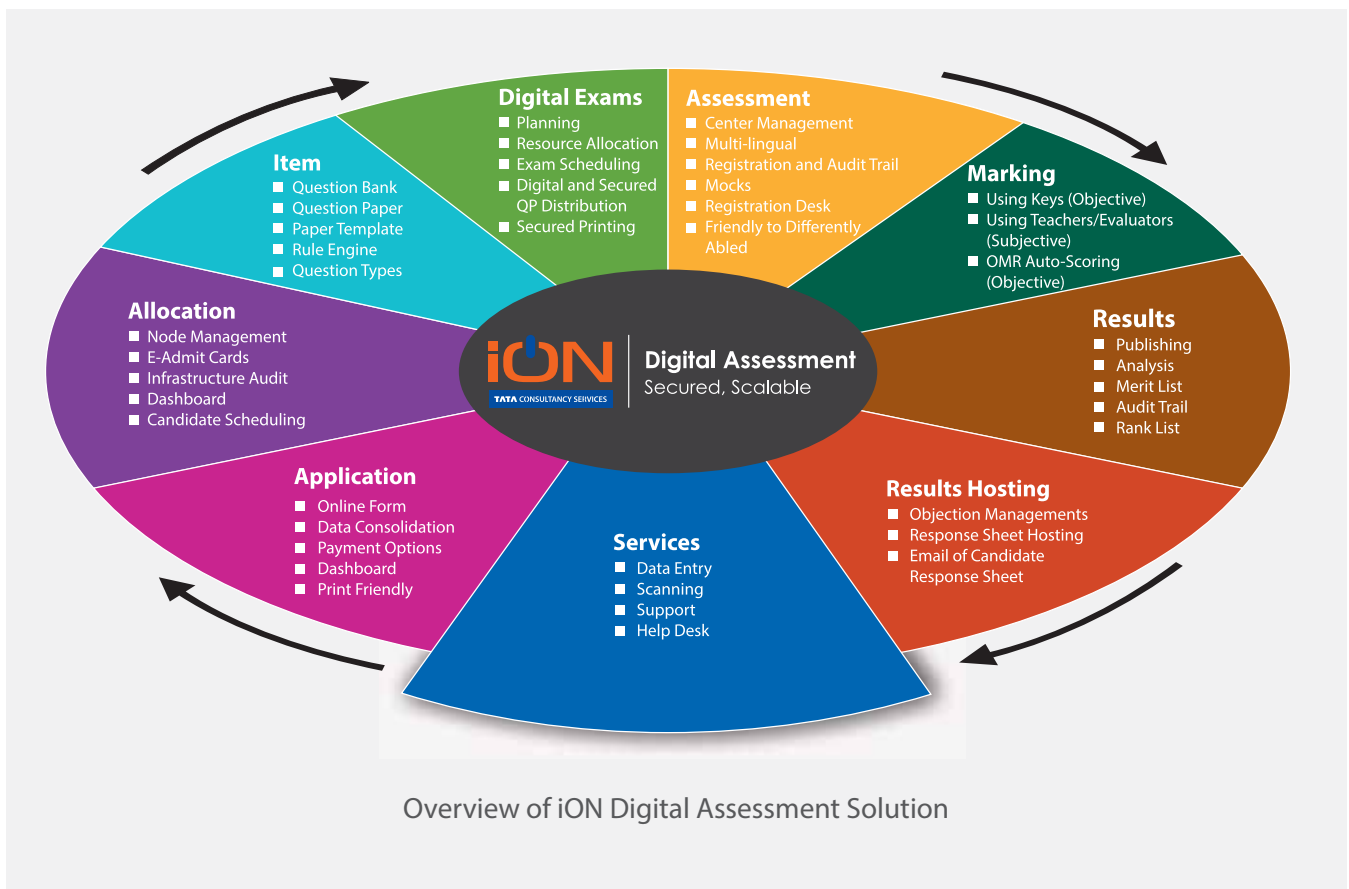 Digital Exams
Planning
Resource Allocation
Exam Scheduling
Digital and Secured
QP Distribution
Secured Printing
Assessment
Center Management
Multi-lingual
Registration and Audit Trail
Mocks
Registration Desk
Friendly to Differently
Abled
Marking
Using Keys (Objective)
Using Teachers/Evaluators
(Subjective)
OMR Auto-Scoring
(Objective)
Results
Publishing
Analysis
Merit List
Audit Trail
Rank List
Results Hosting
Objection Managements
Response Sheet Hosting
Email of Candidate
Response Sheet
Services
Data Entry
Scanning
Support
Help Desk
Application
Online Form
Data Consolidation
Payment Options
Dashboard
Print Friendly
Allocation
Node Management
E-Admit Cards
Infrastructure Audit
Dashboard
Candidate Scheduling
Item
Question Bank
Question Paper
Paper Template
Rule Engine
Question Types
iON
TATA CONSULTANCY SERVICES
Digital Assessment
Secured, Scalable
Overview of iON Digital Assessment Solution